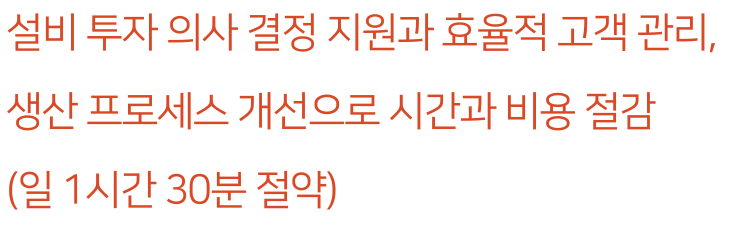 설비 투자 의사 결정 지원과 효율적 고객 관리,
생산 프로세스 개선으로 시간과 비용 절감
(일 1시간 30분 절약)